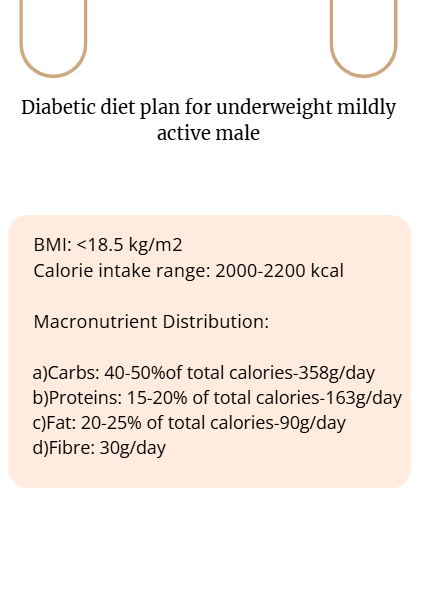 Diabetic diet plan for underweight mildly
active male
BMI: <18.5 kg/m2
Calorie intake range: 2000-2200 kcal
Macronutrient Distribution:
a)Carbs: 40-50%of total calories-358g/day
b)Proteins: 15-20% of total calories-163g/day
c)Fat: 20-25% of total calories-90g/day
d)Fibre: 30g/day